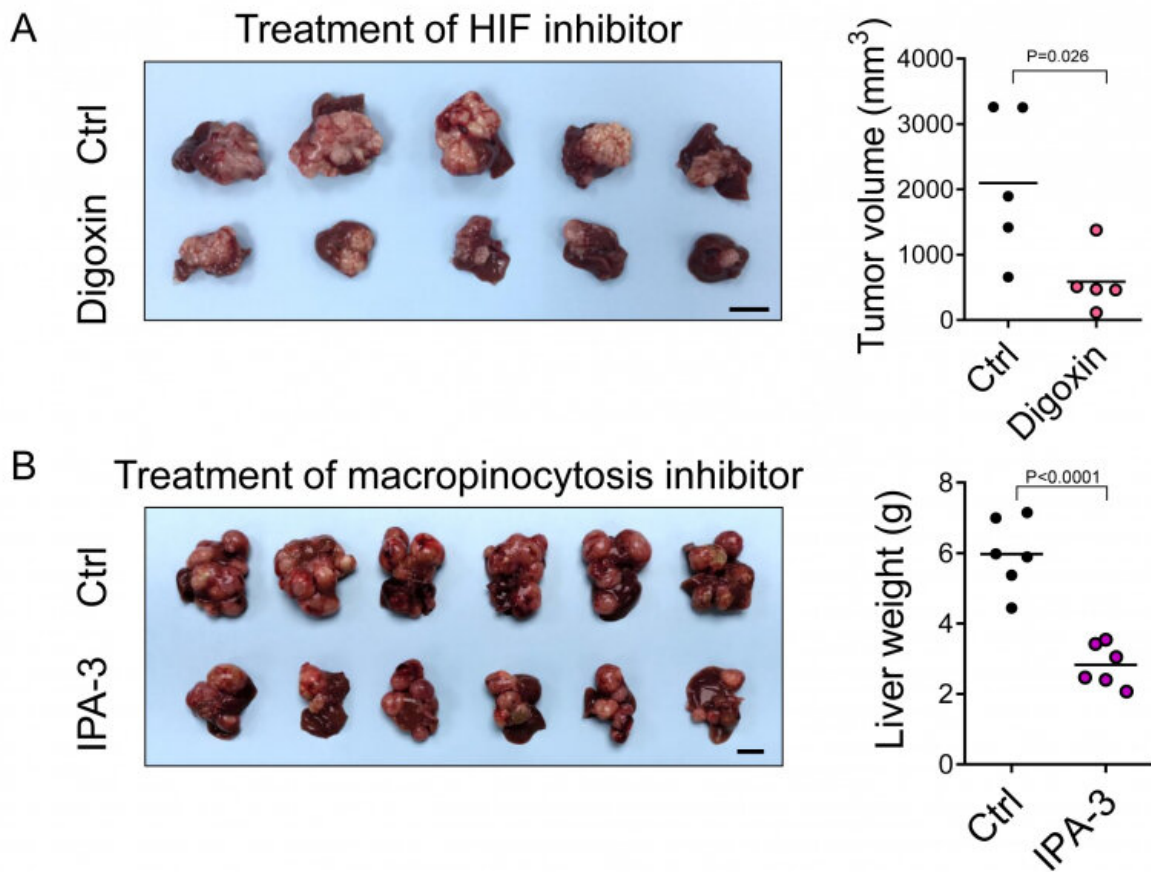 A
Treatment of HIF inhibitor
Ctrl
Digoxin
Tumor volume (mm³)
4000
3000
2000
1000
0
P=0.026
Ctrl
Digoxin
B
Treatment of macropinocytosis inhibitor
Ctrl
IPA-3
Liver weight (g)
8
6
4
2
0
P<0.0001
Ctrl
IPA-3